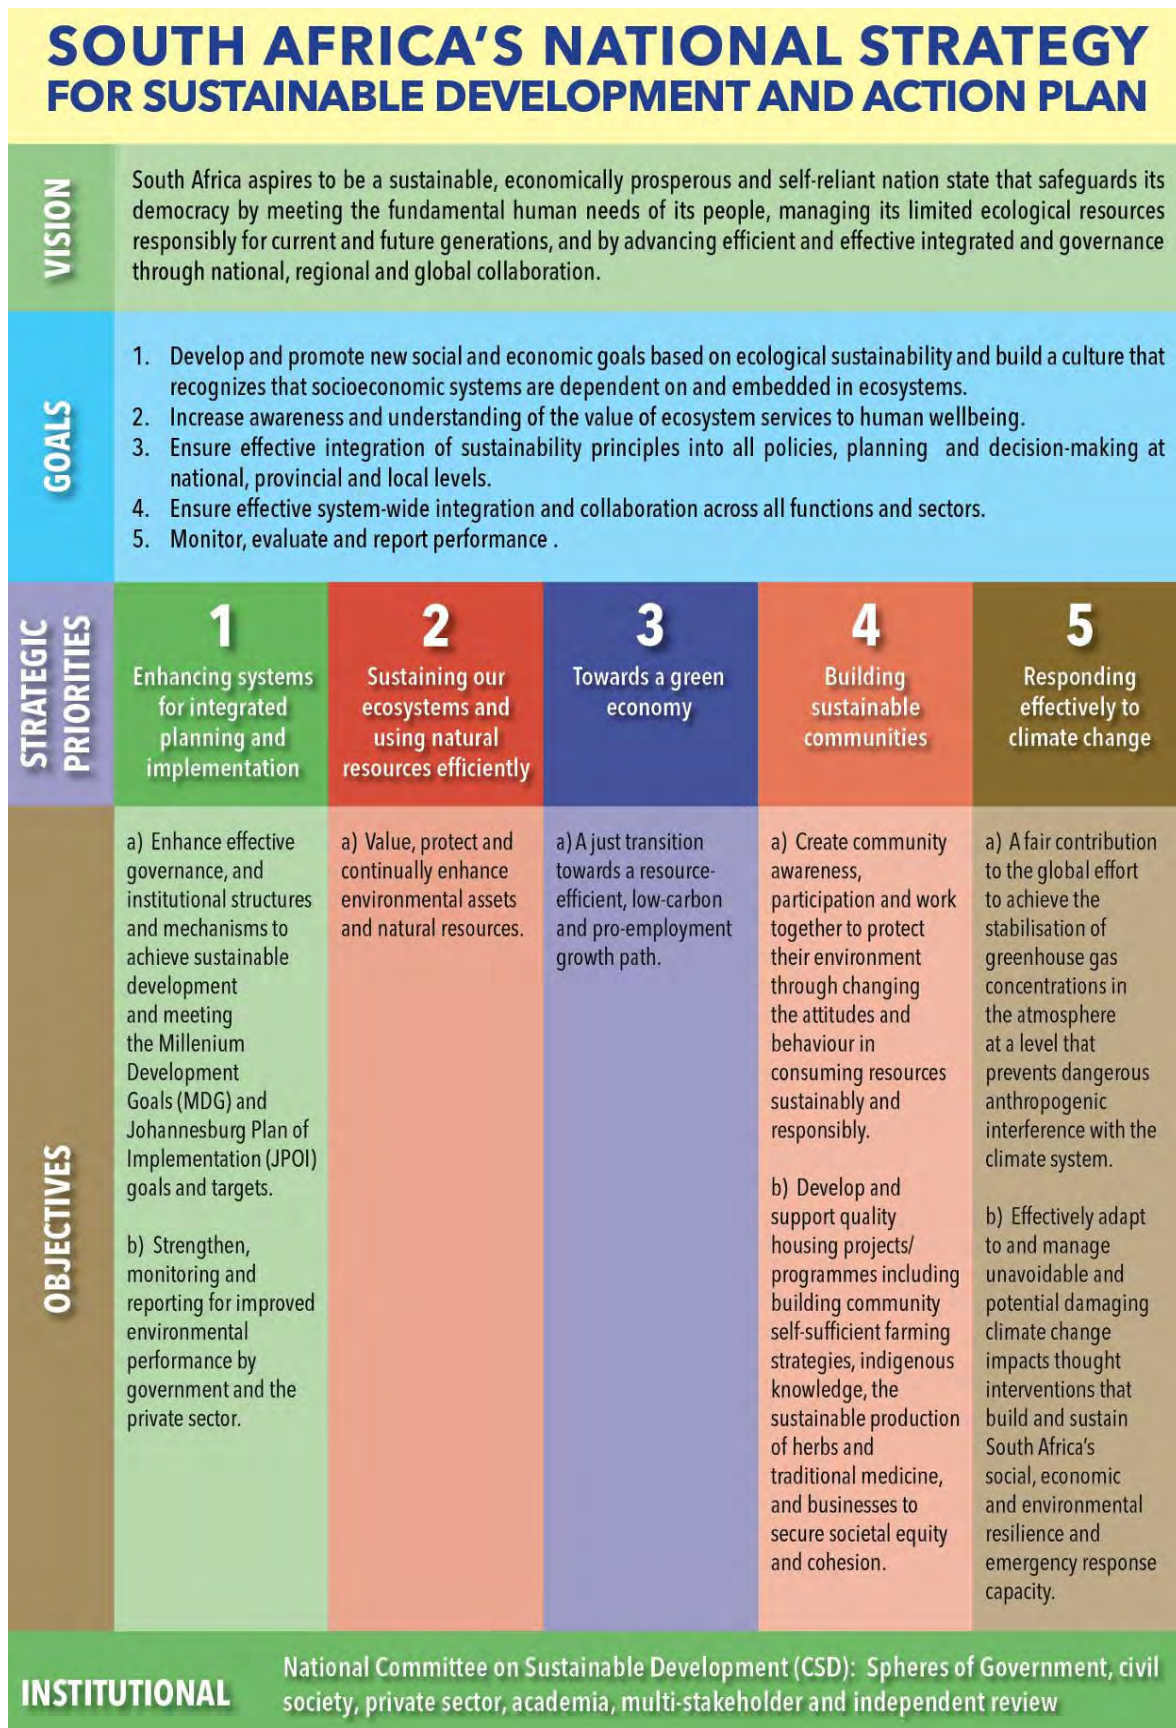 SOUTH AFRICA'S NATIONAL STRATEGY
FOR SUSTAINABLE DEVELOPMENT AND ACTION PLAN
VISION
South Africa aspires to be a sustainable, economically prosperous and self-reliant nation state that safeguards its
democracy by meeting the fundamental human needs of its people, managing its limited ecological resources
responsibly for current and future generations, and by advancing efficient and effective integrated and governance
through national, regional and global collaboration.
GOALS
1. Develop and promote new social and economic goals based on ecological sustainability and build a culture that
recognizes that socioeconomic systems are dependent on and embedded in ecosystems.
2. Increase awareness and understanding of the value of ecosystem services to human wellbeing.
3. Ensure effective integration of sustainability principles into all policies, planning and decision-making at
national, provincial and local levels.
4. Ensure effective system-wide integration and collaboration across all functions and sectors.
5. Monitor, evaluate and report performance .
STRATEGIC
PRIORITIES
1
Enhancing systems
for integrated
planning and
implementation
2
Sustaining our
ecosystems and
using natural
resources efficiently
3
Towards a green
economy
4
Building
sustainable
communities
5
Responding
effectively to
climate change
OBJECTIVES
a) Enhance effective
governance, and
institutional structures
and mechanisms to
achieve sustainable
development
and meeting
the Millenium
Development
Goals (MDG) and
Johannesburg Plan of
Implementation (JPOI)
goals and targets.
b) Strengthen,
monitoring and
reporting for improved
environmental
performance by
government and the
private sector.
a) Value, protect and
continually enhance
environmental assets
and natural resources.
a) A just transition
towards a resource-
efficient, low-carbon
and pro-employment
growth path.
a) Create community
awareness,
participation and work
together to protect
their environment
through changing
the attitudes and
behaviour in
consuming resources
sustainably and
responsibly.
b) Develop and
support quality
housing projects/
programmes including
building community
self-sufficient farming
strategies, indigenous
knowledge, the
sustainable production
of herbs and
traditional medicine,
and businesses to
secure societal equity
and cohesion.
a) A fair contribution
to the global effort
to achieve the
stabilisation of
greenhouse gas
concentrations in
the atmosphere
at a level that
prevents dangerous
anthropogenic
interference with the
climate system.
b) Effectively adapt
to and manage
unavoidable and
potential damaging
climate change
impacts thought
interventions that
build and sustain
South Africa's
social, economic
and environmental
resilience and
emergency response
capacity.
INSTITUTIONAL
National Committee on Sustainable Development (CSD): Spheres of Government, civil
society, private sector, academia, multi-stakeholder and independent review